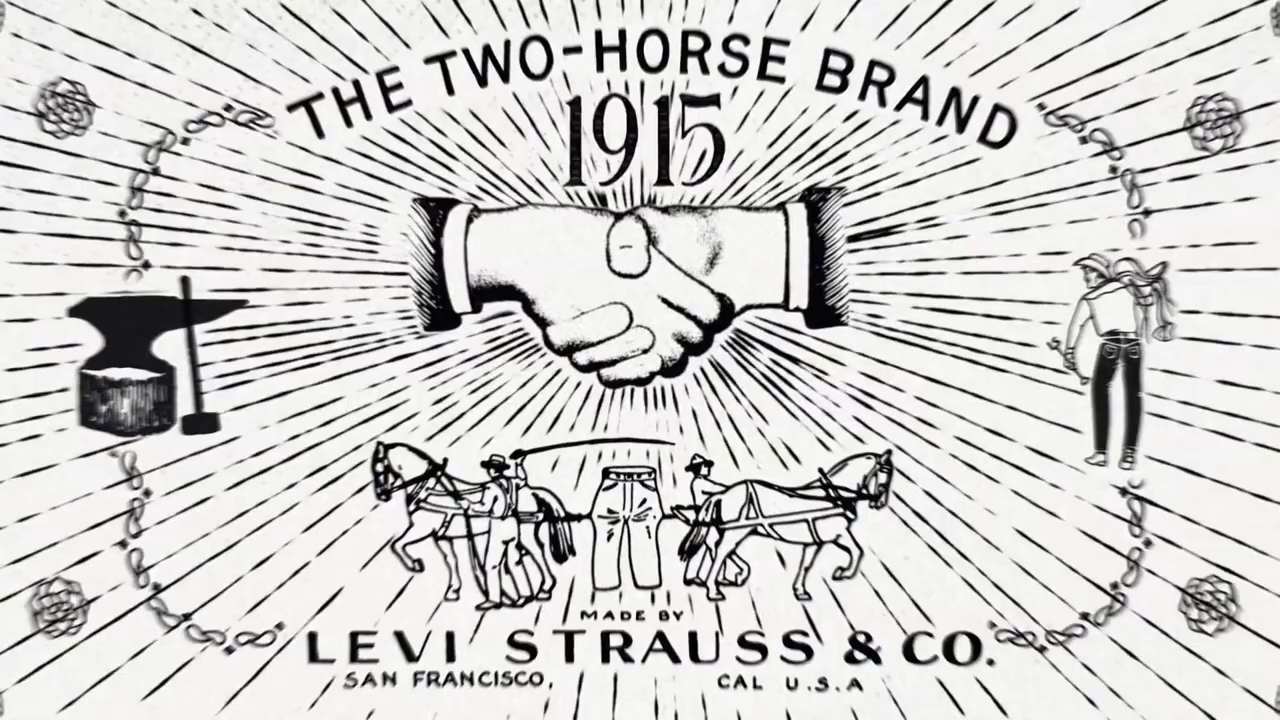 THE TWO-HORSE BRAND
1915
MADE BY
LEVI STRAUSS & CO.
SAN FRANCISCO, CAL U.S.A